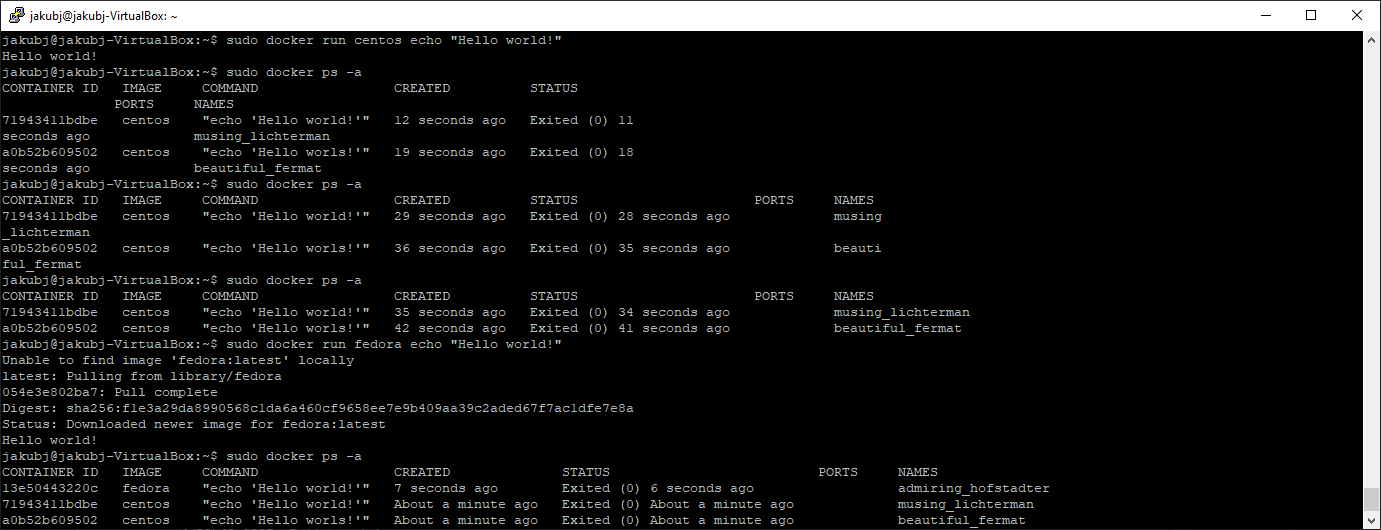 jakubj@jakubj-VirtualBox: ~
jakubj@jakubj-VirtualBox:~$ sudo docker run centos echo "Hello world!"
Hello world!
jakubj@jakubj-VirtualBox:~$ sudo docker ps -a
CONTAINER ID   IMAGE     COMMAND                 CREATED          STATUS
              PORTS     NAMES
71943411bdbe   centos    "echo 'Hello world!'"   12 seconds ago   Exited (0) 11
seconds ago             musing_lichterman
a0b52b609502   centos    "echo 'Hello worls!'"   19 seconds ago   Exited (0) 18
seconds ago             beautiful_fermat
jakubj@jakubj-VirtualBox:~$ sudo docker ps -a
CONTAINER ID   IMAGE     COMMAND                 CREATED          STATUS                      PORTS     NAMES
71943411bdbe   centos    "echo 'Hello world!'"   29 seconds ago   Exited (0) 28 seconds ago             musing
_lichterman
a0b52b609502   centos    "echo 'Hello worls!'"   36 seconds ago   Exited (0) 35 seconds ago             beauti
ful_fermat
jakubj@jakubj-VirtualBox:~$ sudo docker ps -a
CONTAINER ID   IMAGE     COMMAND                 CREATED          STATUS                      PORTS     NAMES
71943411bdbe   centos    "echo 'Hello world!'"   35 seconds ago   Exited (0) 34 seconds ago             musing_lichterman
a0b52b609502   centos    "echo 'Hello worls!'"   42 seconds ago   Exited (0) 41 seconds ago             beautiful_fermat
jakubj@jakubj-VirtualBox:~$ sudo docker run fedora echo "Hello world!"
Unable to find image 'fedora:latest' locally
latest: Pulling from library/fedora
054e3e802ba7: Pull complete
Digest: sha256:f1e3a29da8990568c1da6a460cf9658ee7e9b409aa39c2aded67f7ac1dfe7e8a
Status: Downloaded newer image for fedora:latest
Hello world!
jakubj@jakubj-VirtualBox:~$ sudo docker ps -a
CONTAINER ID   IMAGE     COMMAND                 CREATED              STATUS                          PORTS     NAMES
13e50443220c   fedora    "echo 'Hello world!'"   7 seconds ago        Exited (0) 6 seconds ago                  admiring_hofstadter
71943411bdbe   centos    "echo 'Hello world!'"   About a minute ago   Exited (0) About a minute ago             musing_lichterman
a0b52b609502   centos    "echo 'Hello worls!'"   About a minute ago   Exited (0) About a minute ago             beautiful_fermat